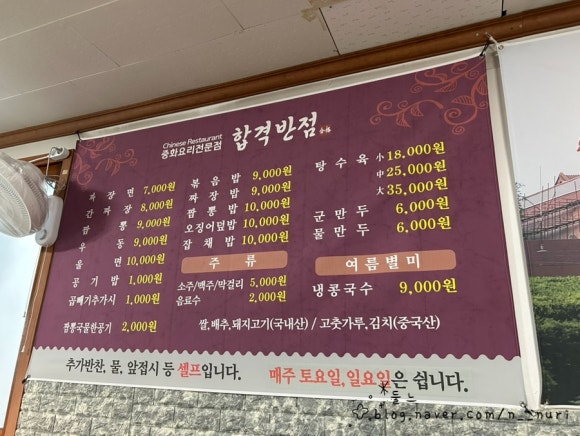 Chinese Restaurant
중화요리전문점 합격반점
짜 장 면 7,000원
간 짜 장 8,000원
짬 뽕 9,000원
우 동 9,000원
울 면 10,000원
공 기 밥 1,000원
곱빼기추가시 1,000원
짬뽕국물한공기 2,000원
볶 음 밥 9,000원
짜 장 밥 9,000원
짬 뽕 밥 10,000원
오징어덮밥 10,000원
잡 채 밥 10,000원
주 류
소주/맥주/막걸리 5,000원
음료수 2,000원
탕 수 육 小 18,000원
中 25,000원
大 35,000원
군 만 두 6,000원
물 만 두 6,000원
여 름 별 미
냉콩국수 9,000원
쌀,배추,돼지고기(국내산) / 고춧가루,김치(중국산)
추가반찬, 물, 앞접시 등 셀프입니다.
매주 토요일,일요일은 쉽니다.